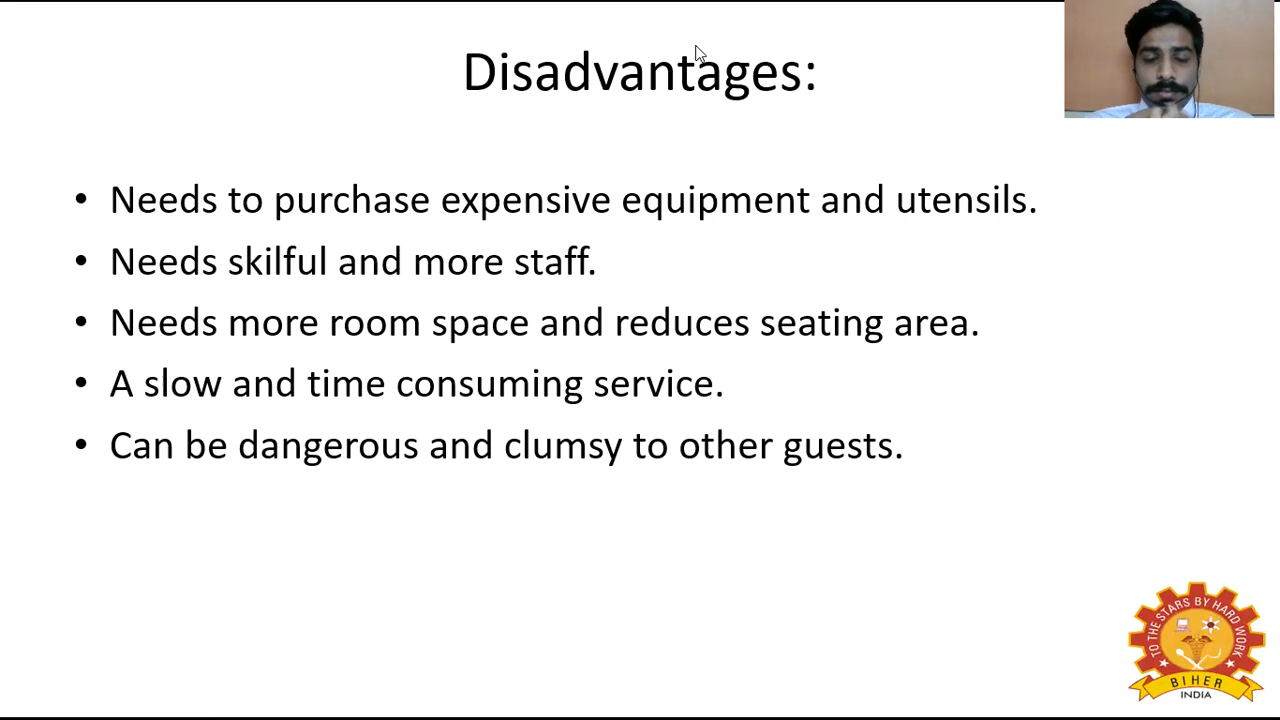 Disadvantages:
• Needs to purchase expensive equipment and utensils.
• Needs skilful and more staff.
• Needs more room space and reduces seating area.
• A slow and time consuming service.
• Can be dangerous and clumsy to other guests.
TO THE STARS BY HARD WORK
BIHER
INDIA